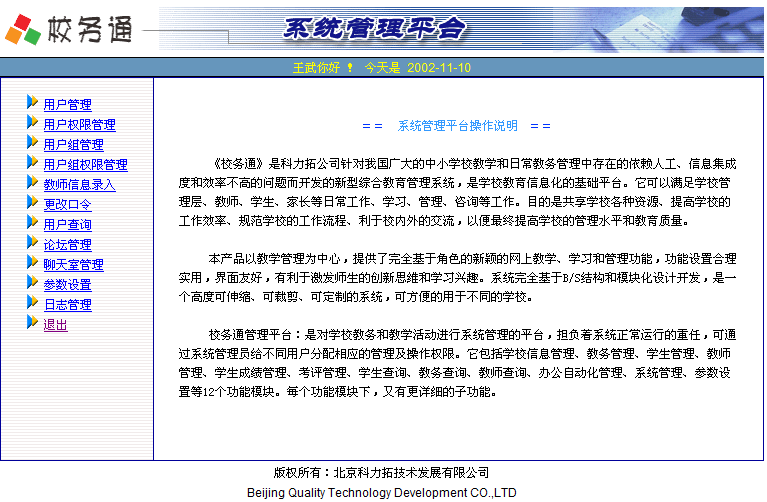 校务通
系统管理平台
王武你好 ! 今天是 2002-11-10
用户管理
用户权限管理
用户组管理
用户组权限管理
教师信息录入
更改口令
用户查询
论坛管理
聊天室管理
参数设置
日志管理
退出
== 系统管理平台操作说明 ==
《校务通》是科力拓公司针对我国广大的中小学校教学和日常教务管理中存在的依赖人工、信息集成
度和效率不高的问题而开发的新型综合教育管理系统，是学校教育信息化的基础平台。它可以满足学校管
理层、教师、学生、家长等日常工作、学习、管理、咨询等工作。目的是共享学校各种资源、提高学校的
工作效率、规范学校的工作流程、利于校内外的交流，以便最终提高学校的管理水平和教育质量。
本产品以教学管理为中心，提供了完全基于角色的新颖的网上教学、学习和管理功能，功能设置合理
实用，界面友好，有利于激发师生的创新思维和学习兴趣。系统完全基于B/S结构和模块化设计开发，是一
个高度可伸缩、可裁剪、可定制的系统，可方便的用于不同的学校。
校务通管理平台：是对学校教务和教学活动进行系统管理的平台，担负着系统正常运行的重任，可通
过系统管理员给不同用户分配相应的管理及操作权限。它包括学校信息管理、教务管理、学生管理、教师
管理、学生成绩管理、考评管理、学生查询、教务查询、教师查询、办公自动化管理、系统管理、参数设
置等12个功能模块。每个功能模块下，又有更详细的子功能。
版权所有：北京科力拓技术发展有限公司
Beijing Quality Technology Development CO.,LTD